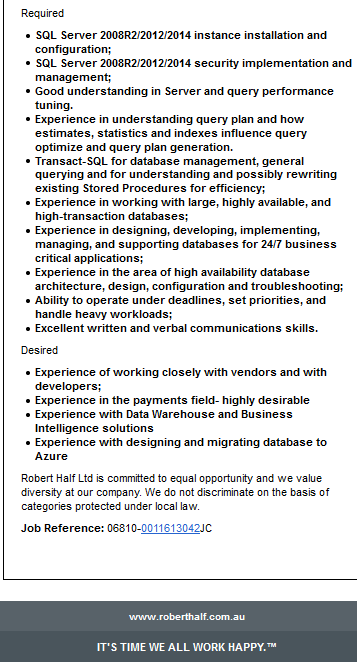 Required
• SQL Server 2008R2/2012/2014 instance installation and
configuration;
• SQL Server 2008R2/2012/2014 security implementation and
management;
• Good understanding in Server and query performance
tuning.
• Experience in understanding query plan and how
estimates, statistics and indexes influence query
optimize and query plan generation.
• Transact-SQL for database management, general
querying and for understanding and possibly rewriting
existing Stored Procedures for efficiency;
• Experience in working with large, highly available, and
high-transaction databases;
• Experience in designing, developing, implementing,
managing, and supporting databases for 24/7 business
critical applications;
• Experience in the area of high availability database
architecture, design, configuration and troubleshooting;
• Ability to operate under deadlines, set priorities, and
handle heavy workloads;
• Excellent written and verbal communications skills.
Desired
• Experience of working closely with vendors and with
developers;
• Experience in the payments field- highly desirable
• Experience with Data Warehouse and Business
Intelligence solutions
• Experience with designing and migrating database to
Azure
Robert Half Ltd is committed to equal opportunity and we value
diversity at our company. We do not discriminate on the basis of
categories protected under local law.
Job Reference: 06810-0011613042JC
www.roberthalf.com.au
IT'S TIME WE ALL WORK HAPPY.™